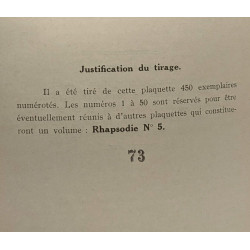 Justification du tirage.
Il a été tiré de cette plaquette 450 exemplaires
numérotés. Les numéros 1 à 50 sont réservés pour être
éventuellement réunis à d'autres plaquettes qui constitue-
ront un volume : Rhapsodie N° 5.
73